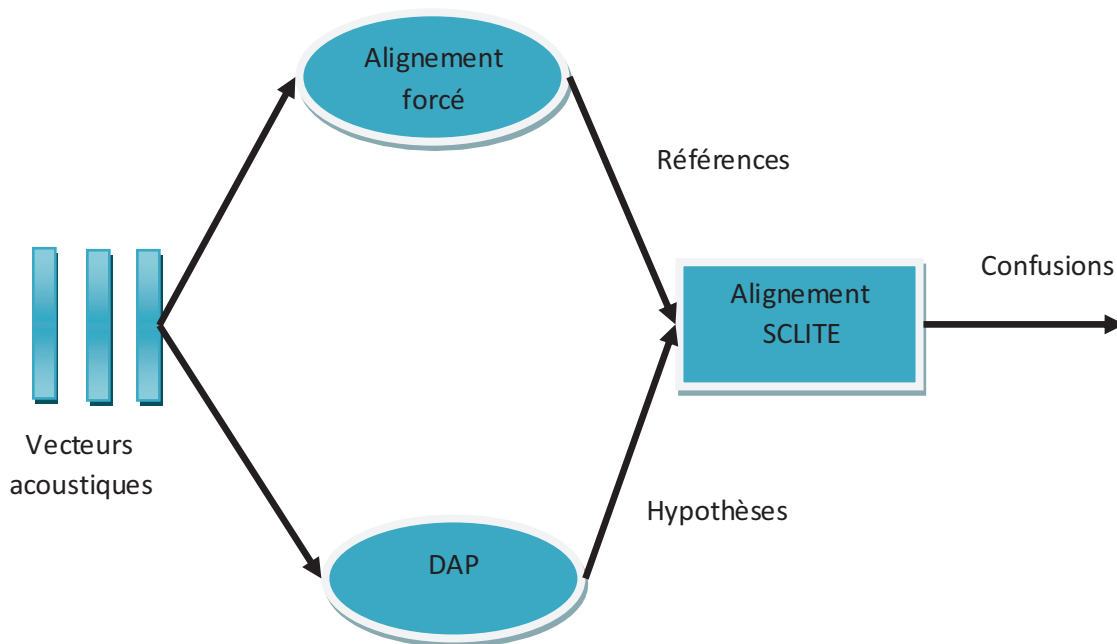 Alignement
forcé
Références
Confusions
Alignement
SCLITE
Vecteurs
acoustiques
Hypothèses
DAP